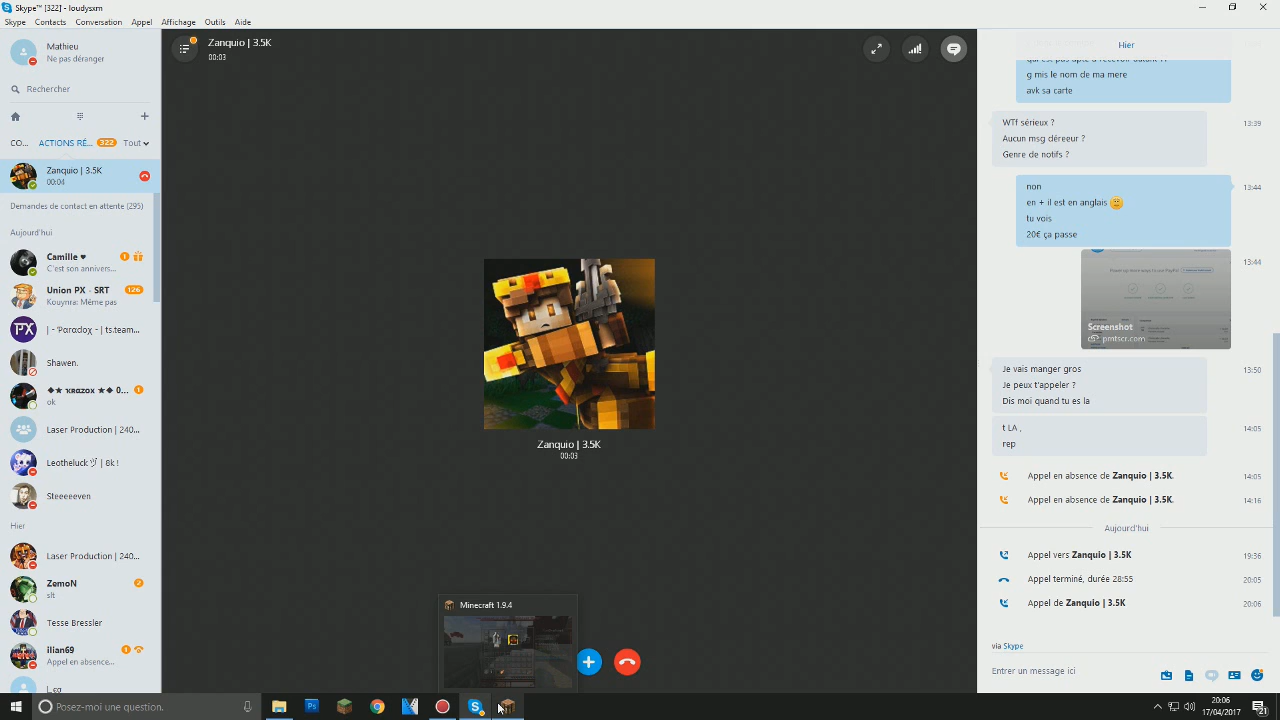 Skype™ [322] - loudysxm
Skype Contacts Appel Affichage Outils Aide
Mathieu
Ne pas déranger
Rechercher
CO... ACTIONS RÉ... 322 Tout
Zanquio | 3.5K
00:04
Demandes de contact en attente (295)
Aujourd'hui
Camille ♥ 1
C'est son annivers...
Union PX - SRT 126
Kouynra: Même pas
Shawen.
ok
Laser Production | 240...
Steeeeeven
Hier
Laser Production | 240...
ZemoN 2
slt
Tesse Bressler
ilian69 1
Appel en absence...
Zanquio | 3.5K
00:03
Zanquio | 3.5K
00:03
Minecraft 1.9.4
Hier
g mis le nom de ma mere
avk sa carte
WTf sérieux ? 13:39
Aucun msg déreeur ?
Genre de notifs ?
non 13:44
en + il est en anglais
tu vois
20€ ça passe
13:44
Screenshot
prntscr.com
Je vais manger gros 13:50
Je peux t'appeler ?
Dis moi quand tu es la
t LA , 14:05
rep
Appel en absence de Zanquio | 3.5K. 14:05
Appel en absence de Zanquio | 3.5K. 14:16
Aujourd'hui
Appel vers Zanquio | 3.5K 19:36
Appel terminé, durée 28:55 20:05
Appel de Zanquio | 3.5K 20:06
via Skype
Entrer un message ici
Posez-moi une question.
20:06
17/04/2017
21